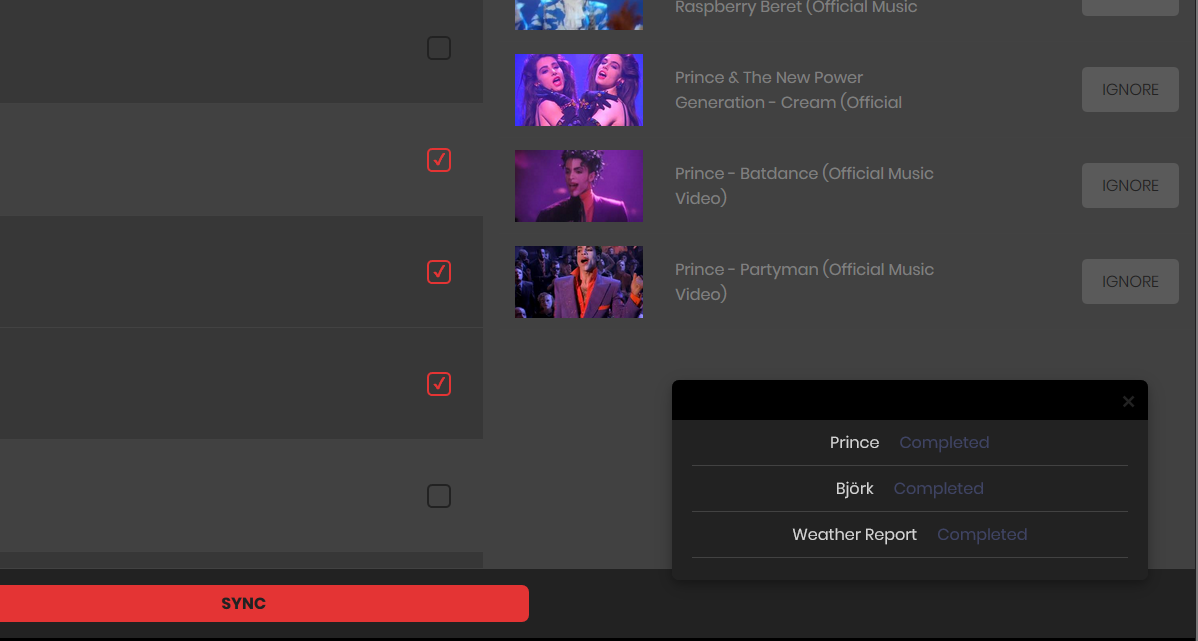 Raspberry Beret (Official Music
Prince & The New Power
Generation - Cream (Official
IGNORE
Prince - Batdance (Official Music
Video)
IGNORE
Prince - Partyman (Official Music
Video)
IGNORE
Prince Completed
Björk Completed
Weather Report Completed
SYNC